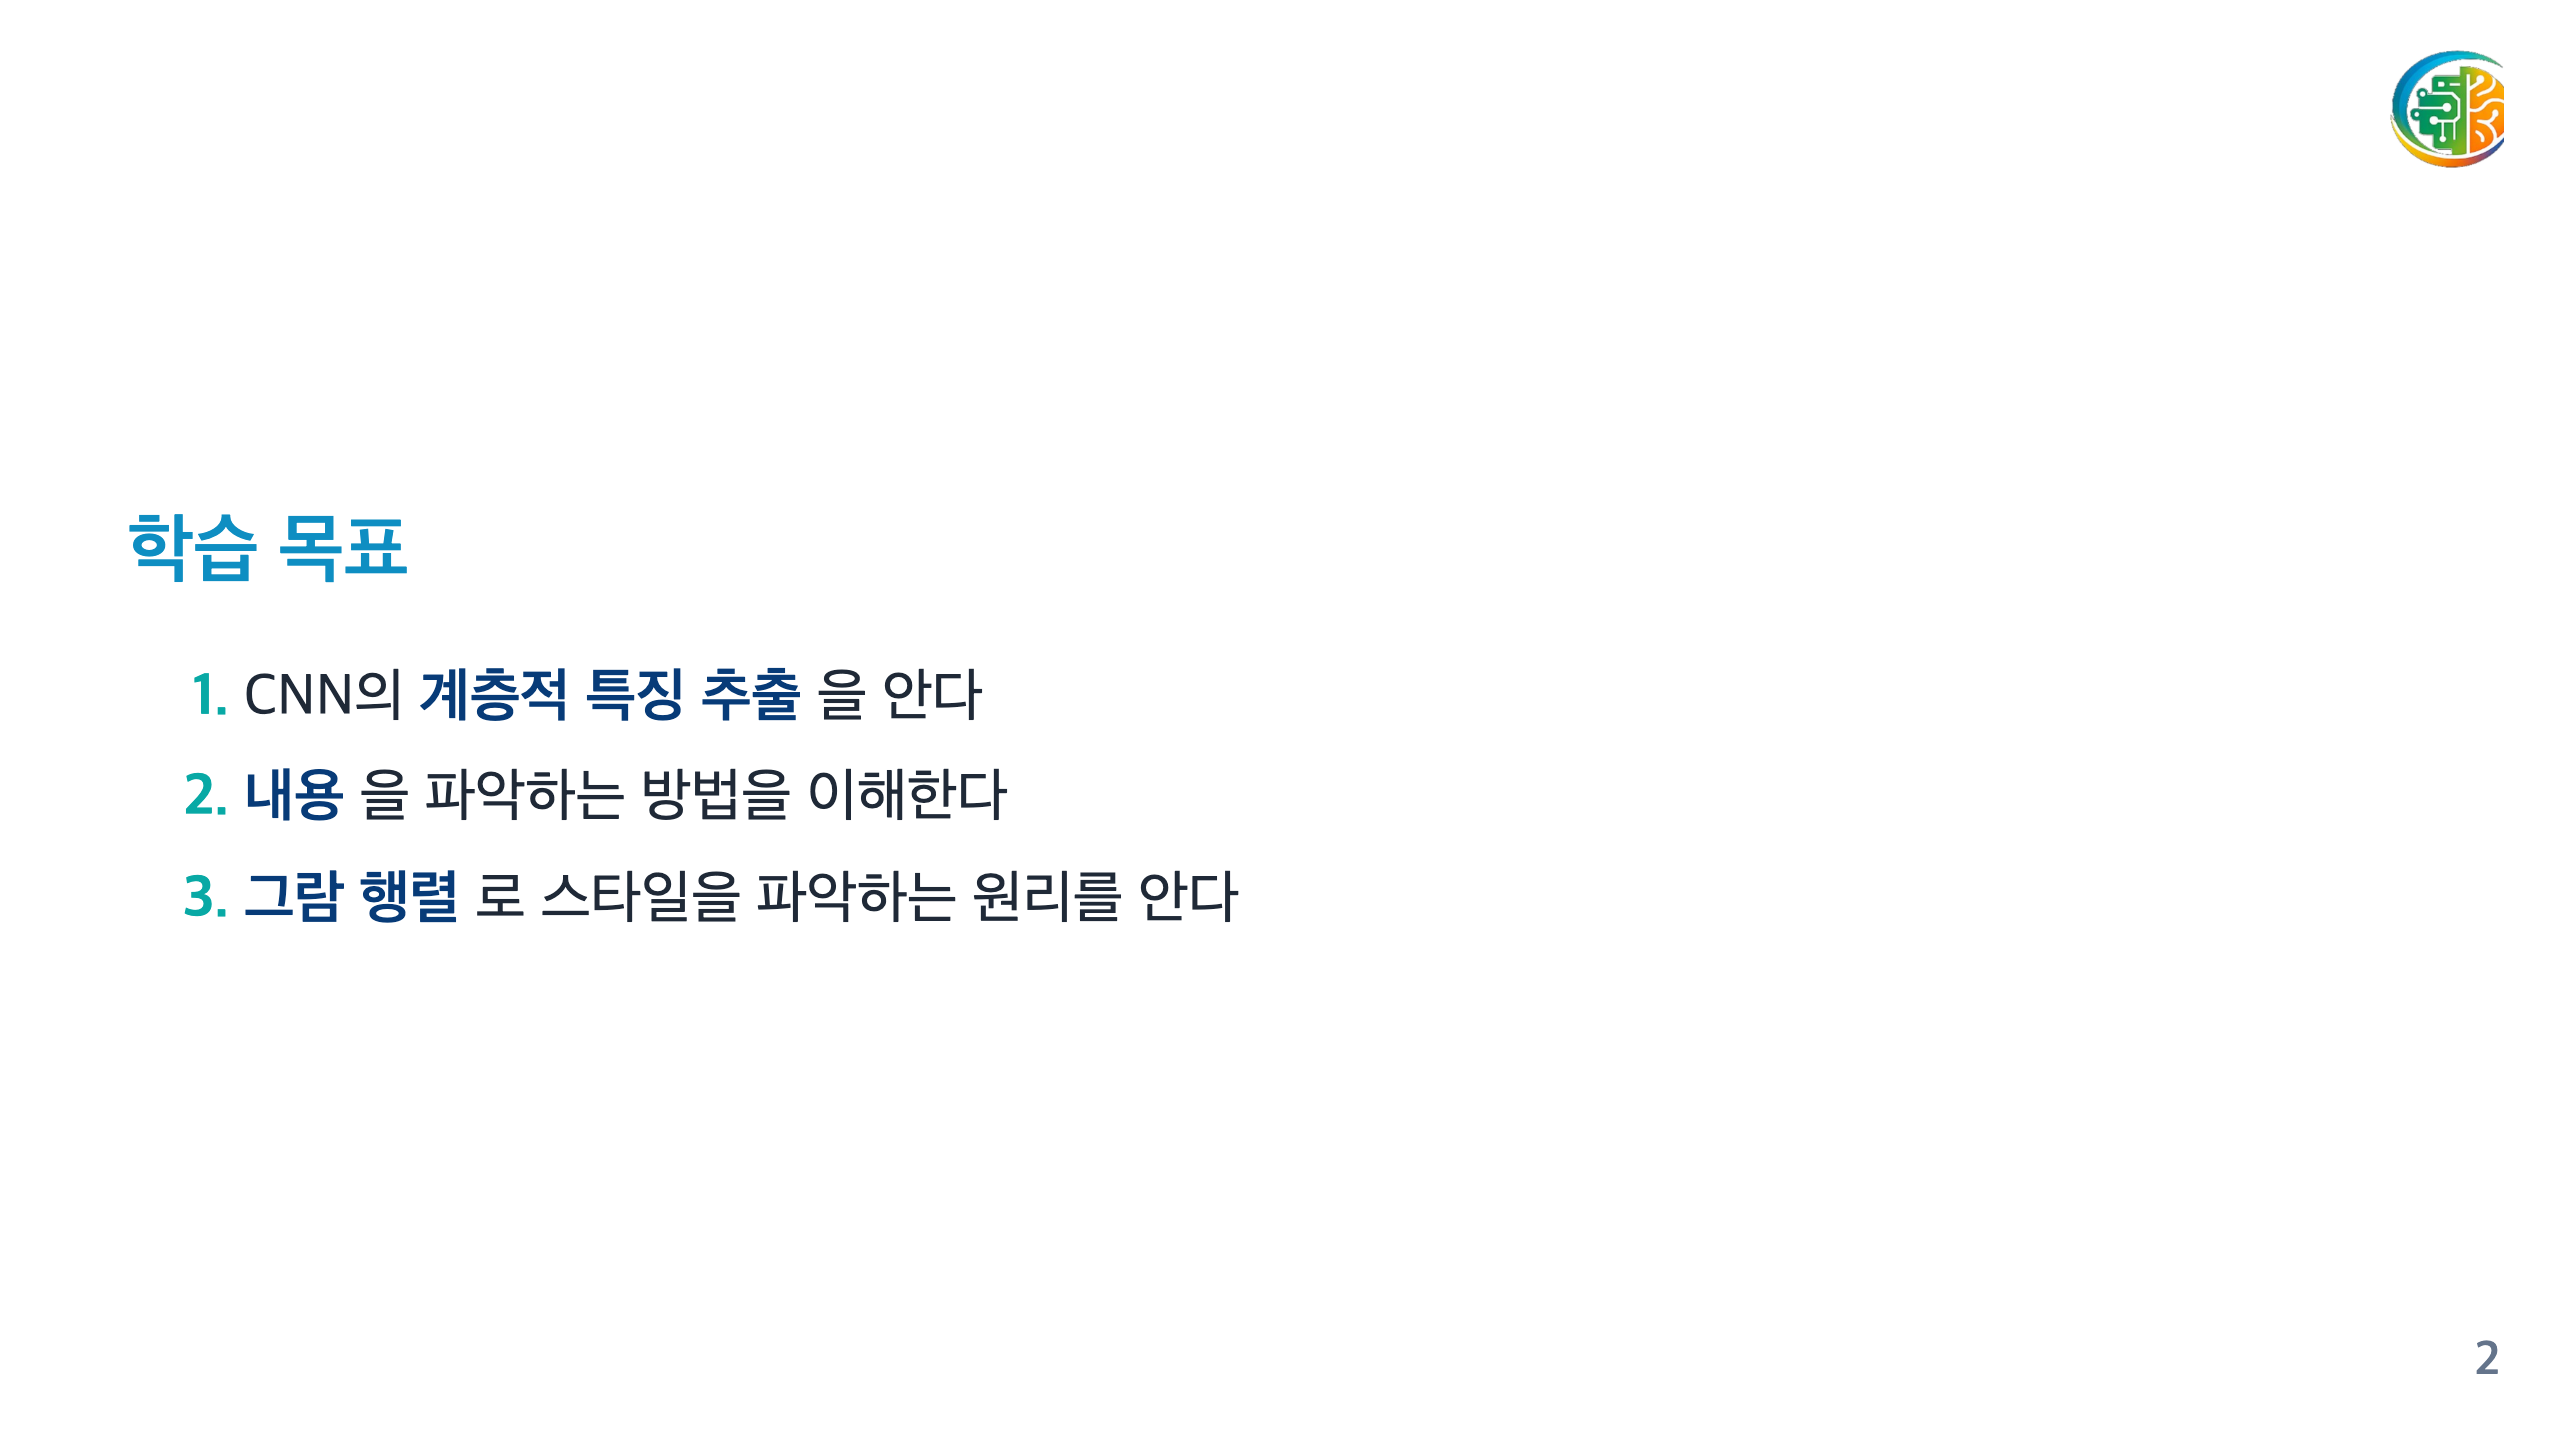 학습 목표
1. CNN의 계층적 특징 추출 을 안다
2. 내용 을 파악하는 방법을 이해한다
3. 그람 행렬 로 스타일을 파악하는 원리를 안다
2